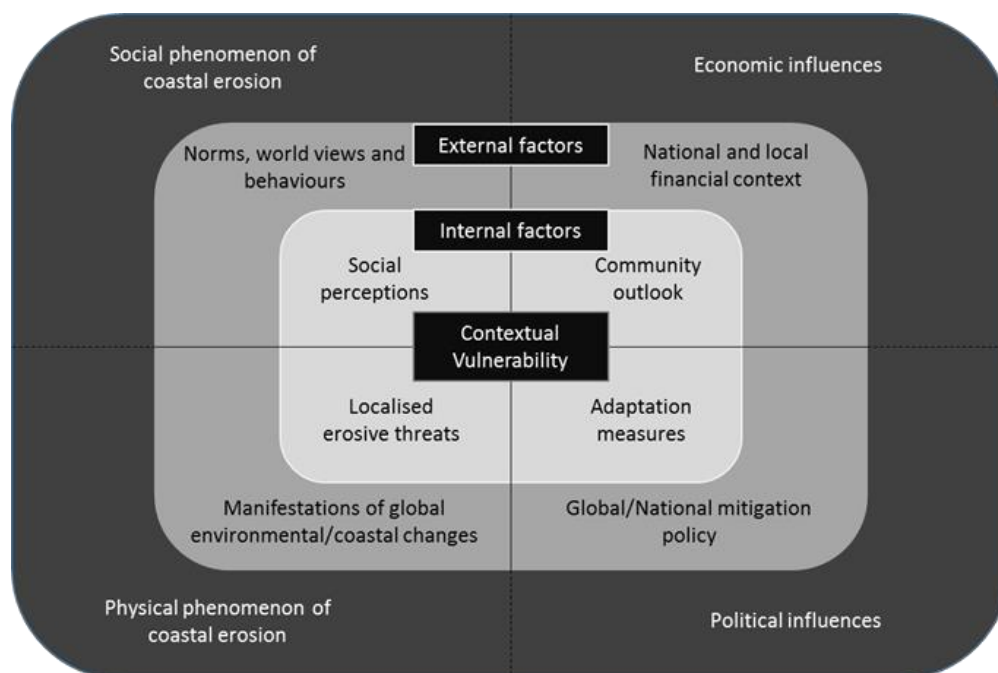 Social phenomenon of
coastal erosion
Economic influences
External factors
Norms, world views and
behaviours
National and local
financial context
Internal factors
Social
perceptions
Community
outlook
Contextual
Vulnerability
Localised
erosive threats
Adaptation
measures
Manifestations of global
environmental/coastal changes
Global/National mitigation
policy
Physical phenomenon of
coastal erosion
Political influences